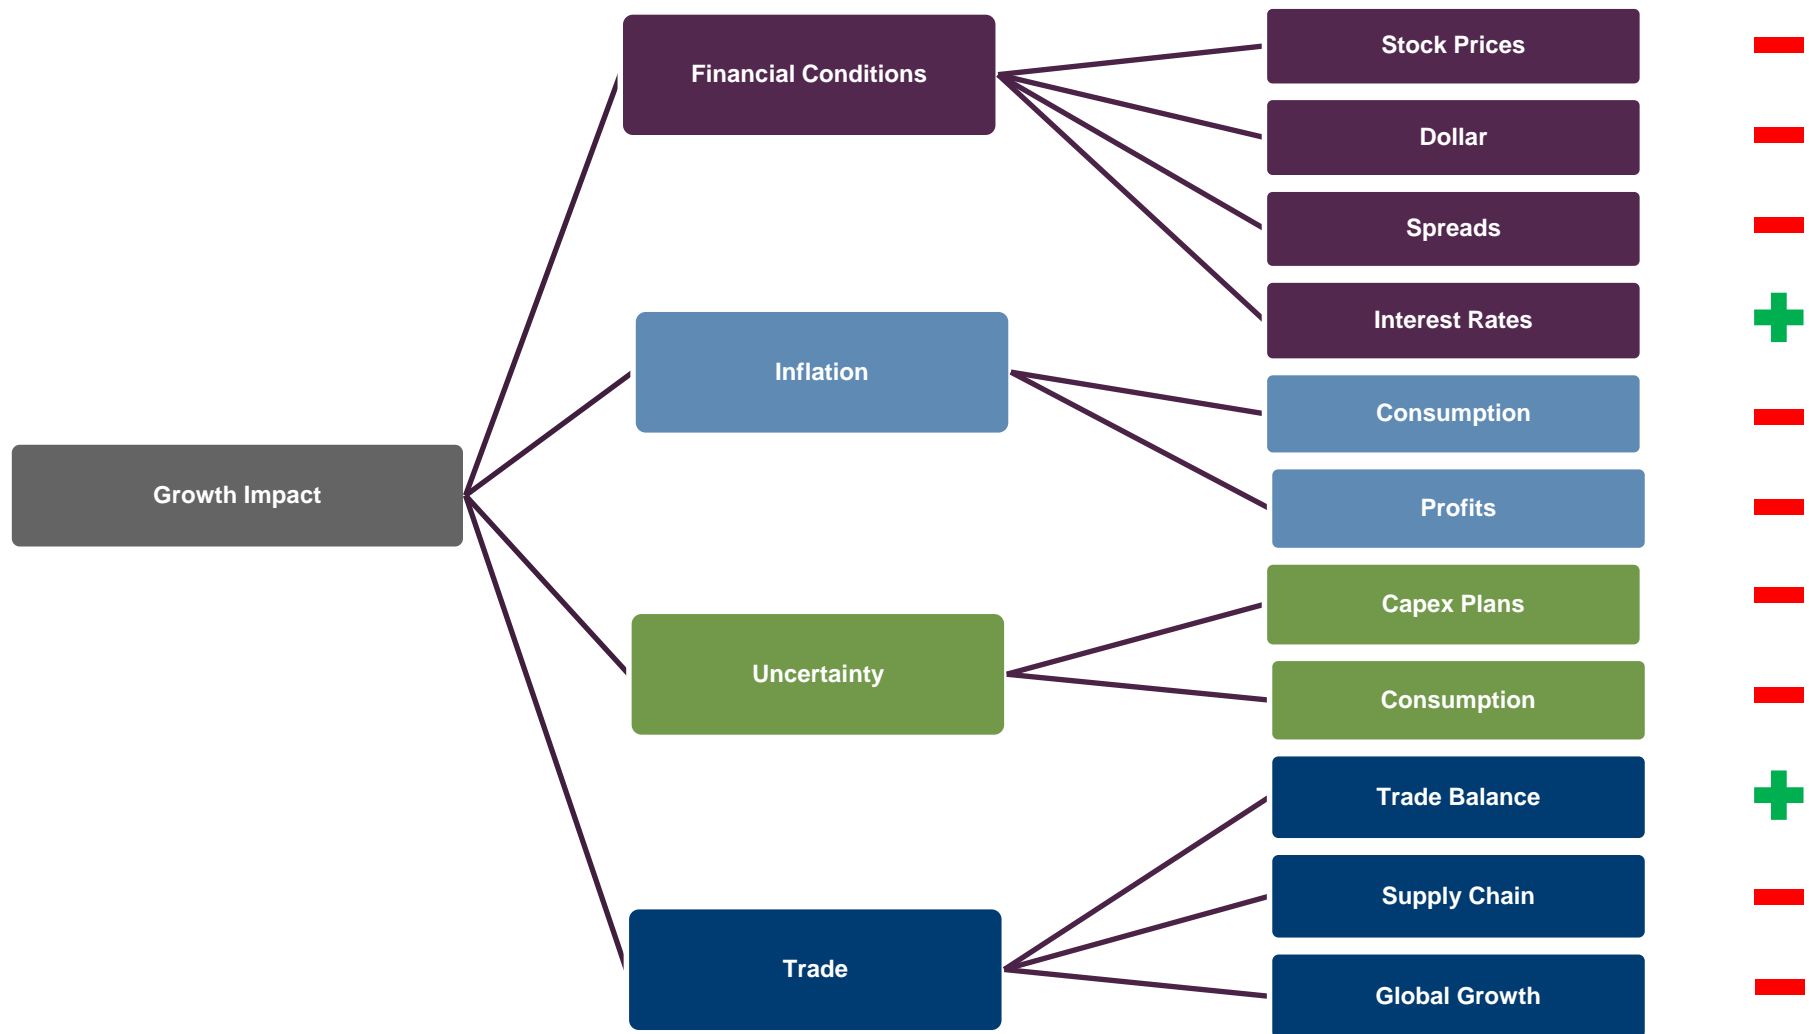 Growth Impact
Financial Conditions
Stock Prices
Dollar
Spreads
Interest Rates
Inflation
Consumption
Profits
Uncertainty
Capex Plans
Consumption
Trade
Trade Balance
Supply Chain
Global Growth